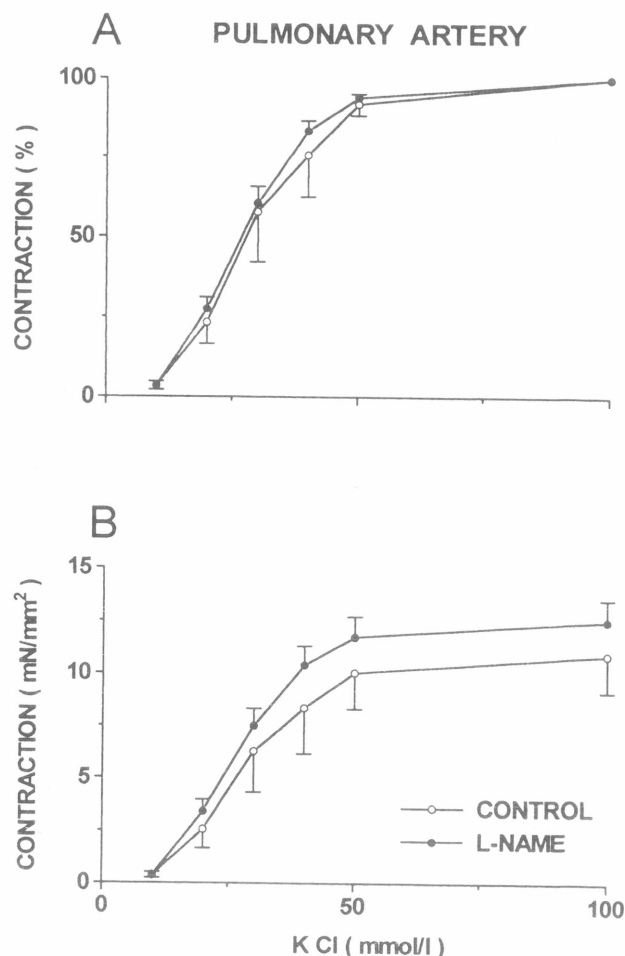 A
PULMONARY ARTERY
CONTRACTION ( % )
100
50
0
B
CONTRACTION ( mN/mm² )
15
10
5
0
CONTROL
L-NAME
0
50
100
K Cl ( mmol/l )